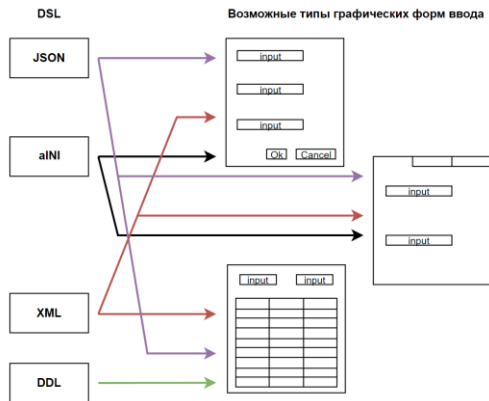 DSL
Возможные типы графических форм ввода
JSON
input
input
input
Ok Cancel
aINI
input
input
XML
input input
DDL